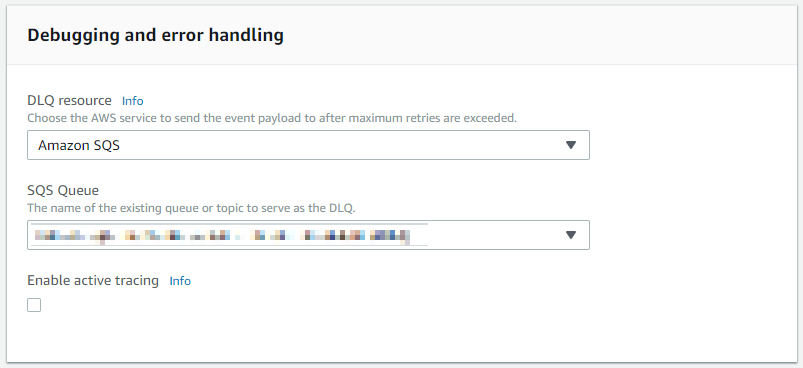 Debugging and error handling
DLQ resource Info
Choose the AWS service to send the event payload to after maximum retries are exceeded.
Amazon SQS
SQS Queue
The name of the existing queue or topic to serve as the DLQ.
Enable active tracing Info